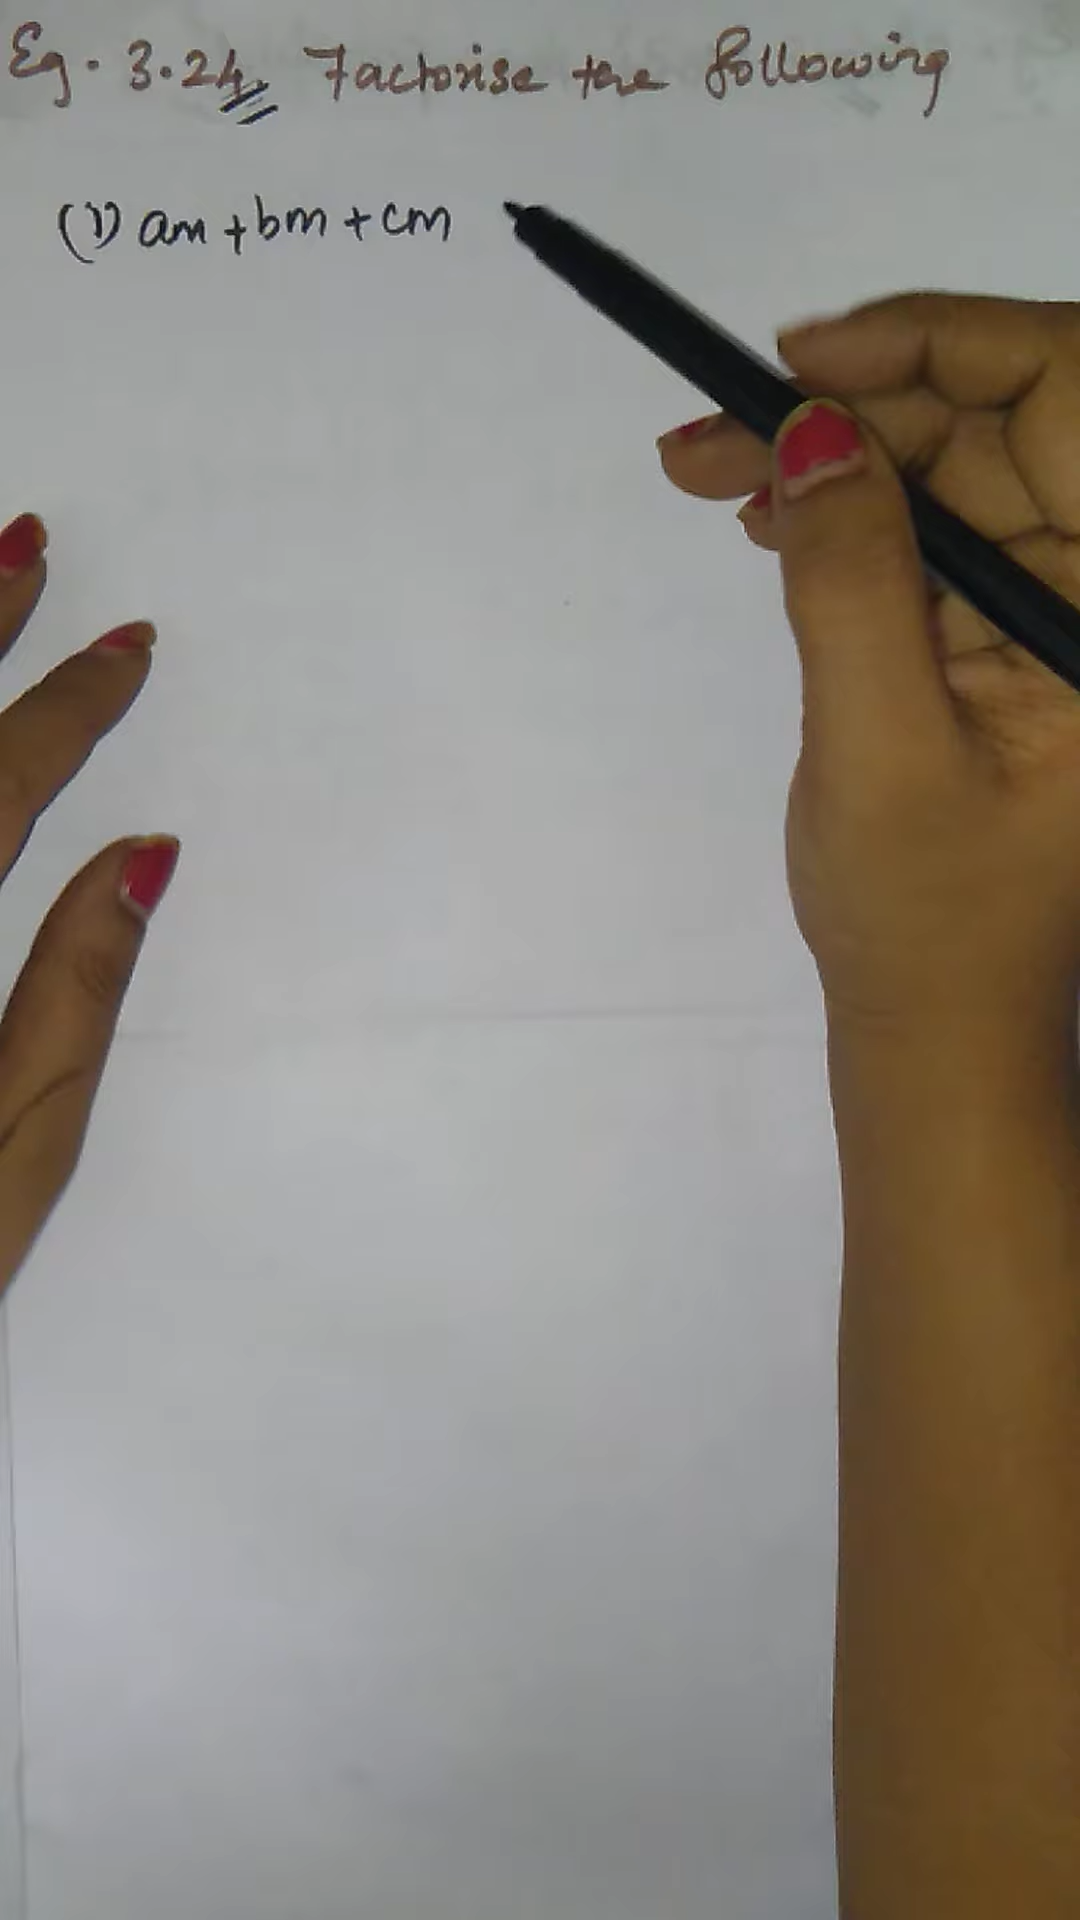 Eg. 3.24 Factorise the following
(1) am + bm + cm